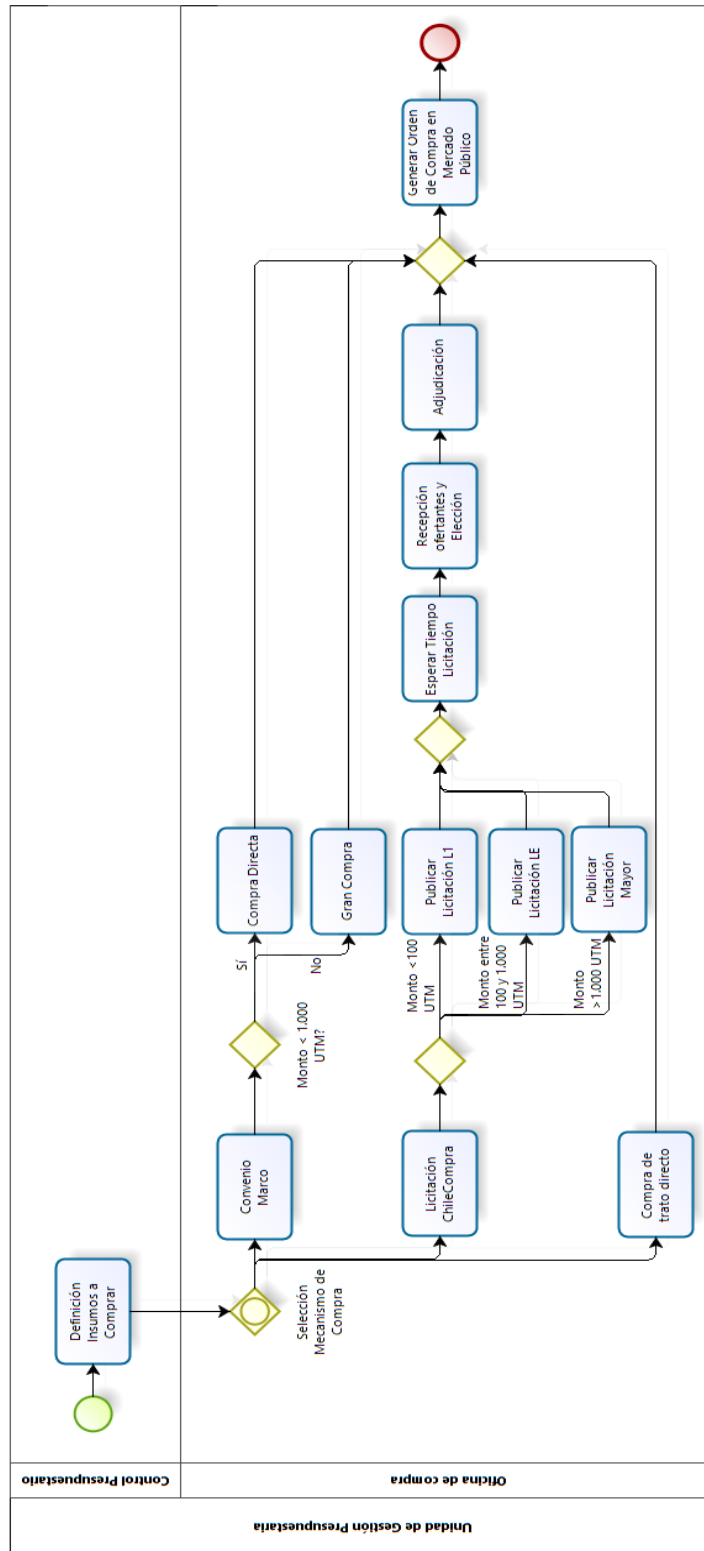 Unidad de Gestión Presupuestaria
Control Presupuestario
Oficina de compra
Definición
Insumos a
Comprar
Selección
Mecanismo de
Compra
Convenio
Marco
Monto < 1.000
UTM?
Sí
No
Compra Directa
Gran Compra
Licitación
ChileCompra
Monto <100
UTM
Monto entre
100 y 1.000
UTM
Monto
>1.000 UTM
Publicar
Licitación L1
Publicar
Licitación LE
Publicar
Licitación
Mayor
Esperar Tiempo
Licitación
Recepción
ofertantes y
Elección
Adjudicación
Compra de
trato directo
Generar Orden
de Compra en
Mercado
Público